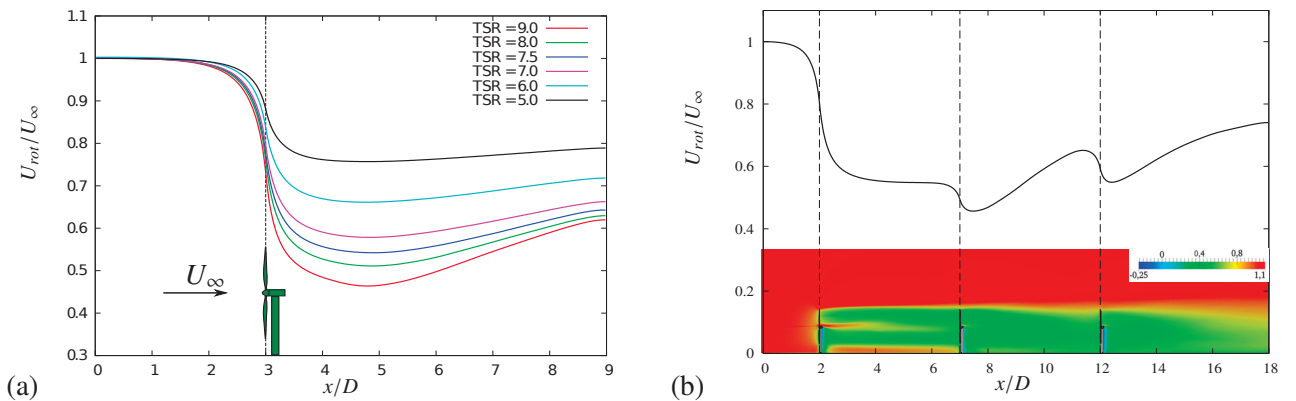 1.1
1
0.9
0.8
0.7
0.6
0.5
0.4
0.3
U_rot/U_∞
TSR = 9.0
TSR = 8.0
TSR = 7.5
TSR = 7.0
TSR = 6.0
TSR = 5.0
U_∞
0 1 2 3 4 5 6 7 8 9
x/D
(a)
(b)
1
0.8
0.6
0.4
0.2
0
U_rot/U_∞
0 0,4 0,8
-0,25 1,1
0 2 4 6 8 10 12 14 16 18
x/D